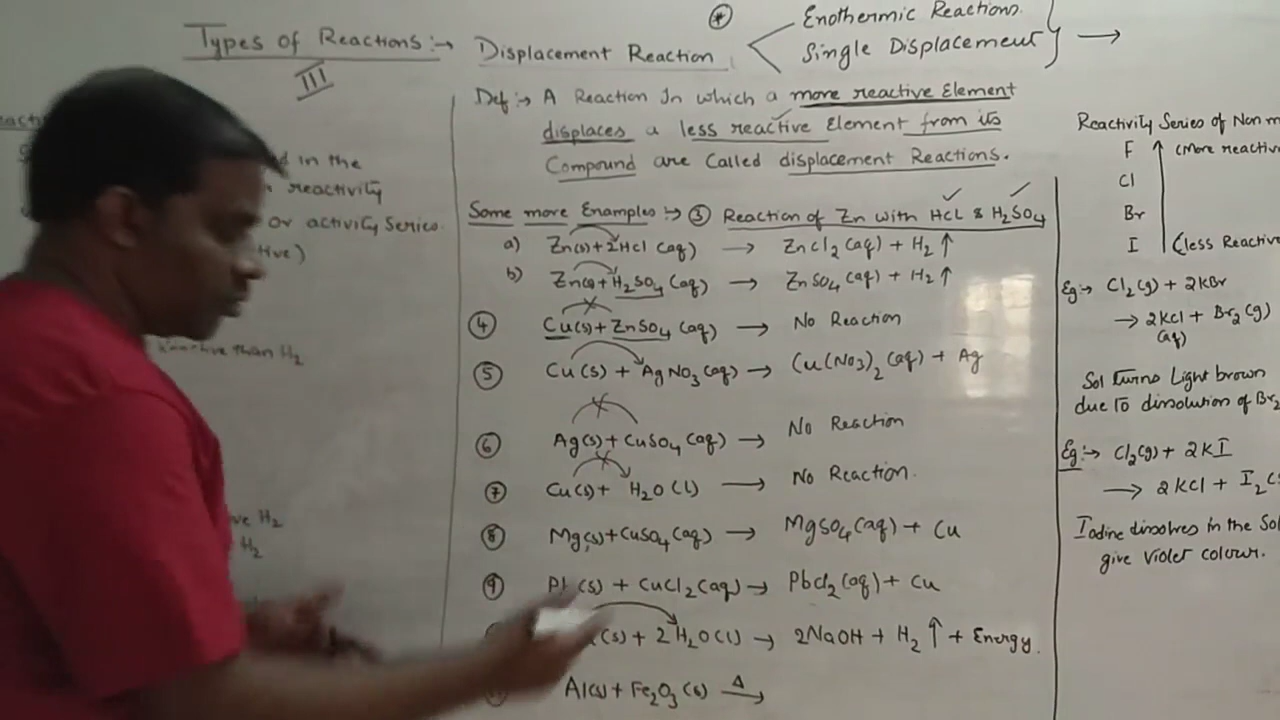 Types of Reactions :→ Displacement Reaction
III
* Enothermic Reactions.
Single Displacement } →
Def :→ A Reaction In which a more reactive Element
displaces a less reactive Element from its
Compound are Called displacement Reactions.
in the
reactivity
or activity Series.
than H2
H2
H2
Some more Enamples :→ ③ Reaction of Zn with HCL & H2SO4
a) Zn(s) + 2HCl (aq) → ZnCl2 (aq) + H2 ↑
b) Zn(s) + H2SO4 (aq) → ZnSO4 (aq) + H2 ↑
④ Cu(s) + ZnSO4 (aq) → No Reaction
⑤ Cu(s) + AgNO3 (aq) → Cu(NO3)2 (aq) + Ag
⑥ Ag(s) + CuSO4 (aq) → No Reaction
⑦ Cu(s) + H2O (l) → No Reaction.
⑧ Mg(s) + CuSO4 (aq) → MgSO4 (aq) + Cu
⑨ Pb(s) + CuCl2 (aq) → PbCl2 (aq) + Cu
(s) + 2H2O (l) → 2NaOH + H2 ↑ + Energy.
Al(s) + Fe2O3 (s) Δ→
Reactivity Series of Non
F (More reactive
Cl
Br
I (less Reactive
Eg :→ Cl2(g) + 2KBr
→ 2KCl + Br2(g)
(aq)
Sol turns Light brown
due to dissolution of Br2
Eg :→ Cl2(g) + 2KI
→ 2KCl + I2
Iodine dissolves in the Sol
give Violet colour.